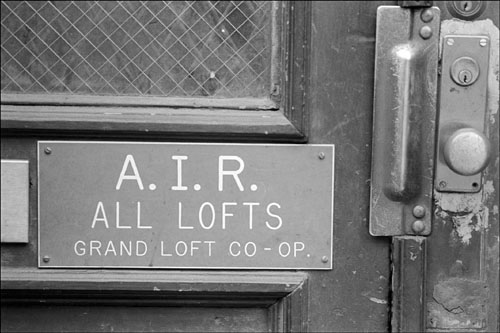 A. I. R.
ALL LOFTS
GRAND LOFT CO-OP.